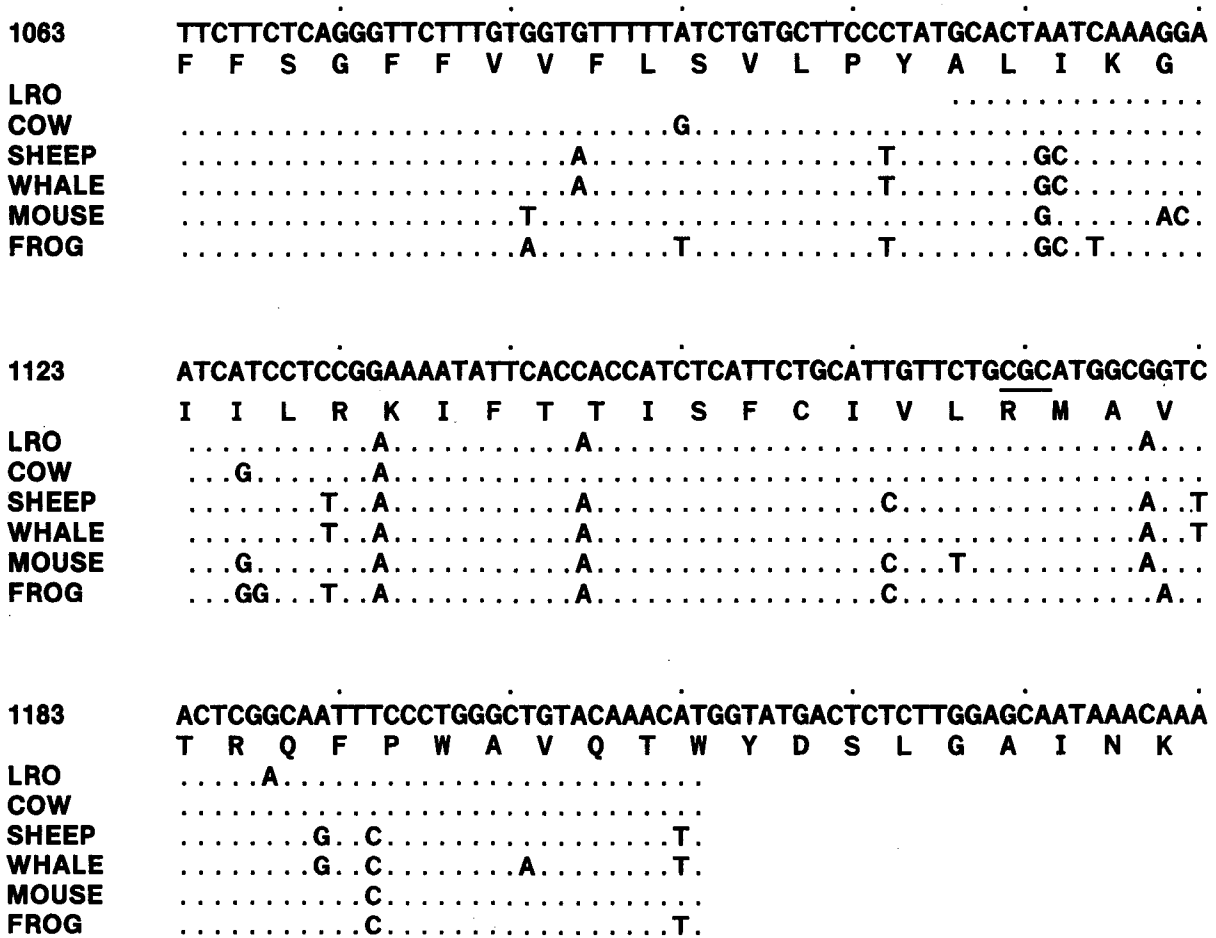 1063 TTCTTCTCAGGGTTCTTTGTGGTGTTTTTATCTGTGCTTCCCTATGCACTAATCAAAGGA
F F S G F F V V F L S V L P Y A L I K G
LRO ...............
COW .............................G..............................
SHEEP .......................A.................T........GC........
WHALE .......................A.................T........GC........
MOUSE ....................T.............................G......AC.
FROG ....................A........T...........T........GC.T......
1123 ATCATCCTCCGGAAAATATTCACCACCATCTCATTCTGCATTGTTCTGCGCATGGCGGTC
I I L R K I F T T I S F C I V L R M A V
LRO ...........A...........A................................A...
COW ...G.......A................................................
SHEEP ........T..A...........A.................C..............A..T
WHALE ........T..A...........A................................A..T
MOUSE ...G.......A...........A.................C...T..........A...
FROG ...GG...T..A...........A.................C...............A..
1183 ACTCGGCAATTTCCCTGGGCTGTACAAACATGGTATGACTCTCTTGGAGCAATAAACAAA
T R Q F P W A V Q T W Y D S L G A I N K
LRO .....A.........................
COW ...............................
SHEEP ........G..C.................T.
WHALE ........G..C........A........T.
MOUSE ...........C...................
FROG ...........C.................T.